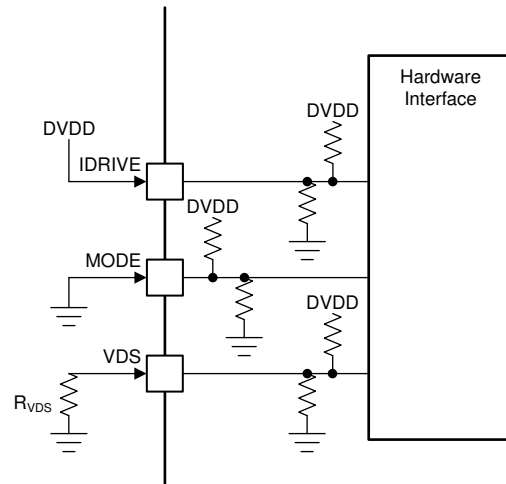 Hardware
Interface
DVDD
DVDD
IDRIVE
DVDD
MODE
DVDD
VDS
RVDS